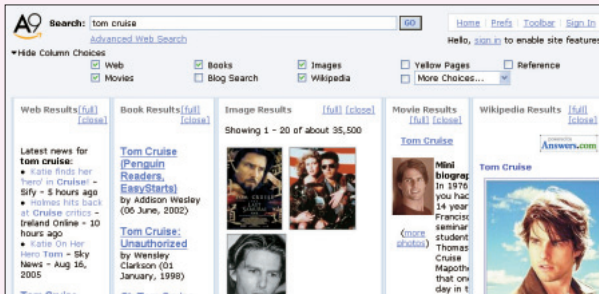 A9 Search: tom cruise GO Home | Prefs | Toolbar | Sign In
Advanced Web Search Hello, sign in to enable site features
Hide Column Choices
Web Books Images Yellow Pages Reference
Movies Blog Search Wikipedia More Choices...
Web Results [full]
[close]
Latest news for
tom cruise:
• Katie finds her
'hero' in Cruise! -
Sify - 5 hours ago
• Holmes hits back
at Cruise critics -
Ireland Online - 10
hours ago
• Katie On Her
Hero Tom - Sky
News - Aug 16,
2005
Book Results [full]
[close]
Tom Cruise
(Penguin
Readers,
EasyStarts)
by Addison Wesley
(06 June, 2002)
Tom Cruise:
Unauthorized
by Wensley
Clarkson (01
January, 1998)
Image Results [full] [close]
Showing 1 - 20 of about 35,500
Movie Results
[full] [close]
Tom Cruise
(more
photos)
Mini
biograp
In 1976
you hac
14 year
Francisc
seminar
student
Thomas
Cruise
Mapoth
that on
day in t
Wikipedia Results [full]
[close]
Answers.com
Tom Cruise